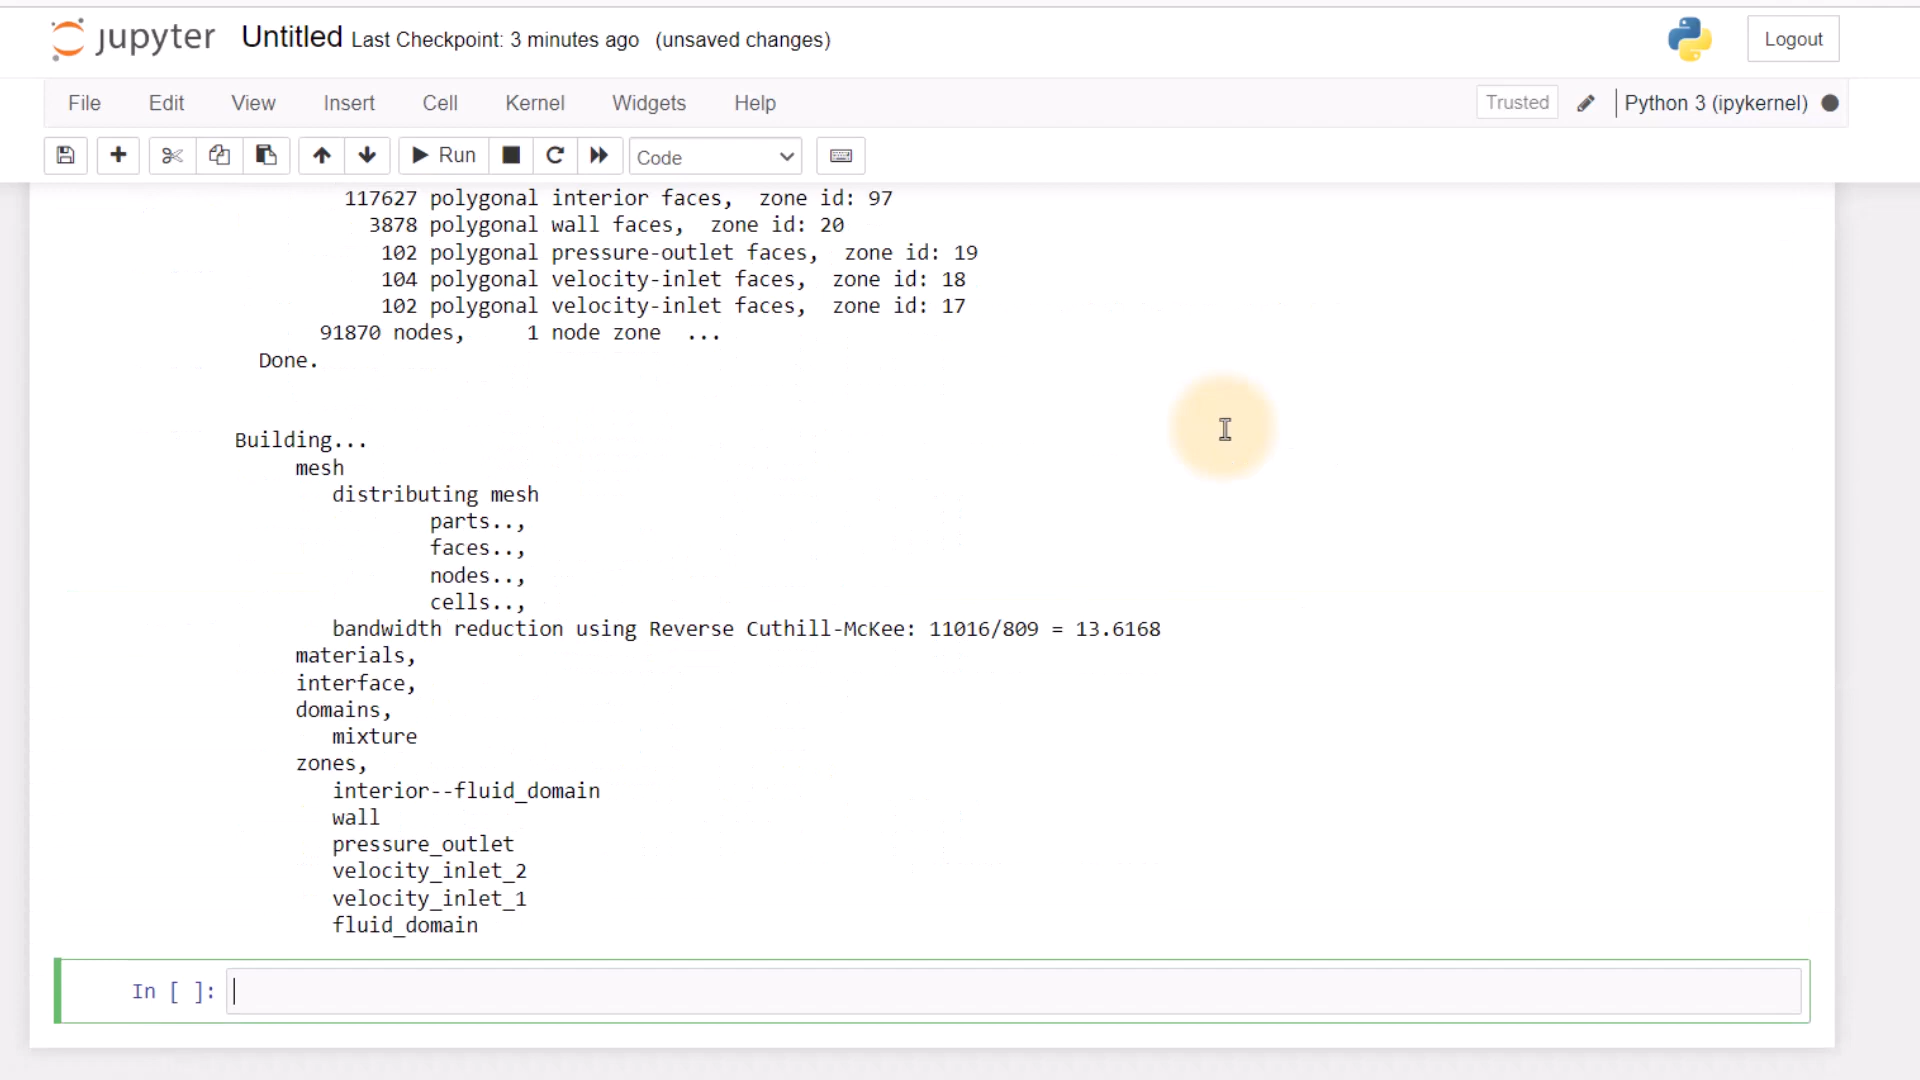 jupyter Untitled Last Checkpoint: 3 minutes ago (unsaved changes) Logout
File Edit View Insert Cell Kernel Widgets Help Trusted Python 3 (ipykernel)
Run Code
117627 polygonal interior faces,  zone id: 97
3878 polygonal wall faces,  zone id: 20
102 polygonal pressure-outlet faces,  zone id: 19
104 polygonal velocity-inlet faces,  zone id: 18
102 polygonal velocity-inlet faces,  zone id: 17
91870 nodes,     1 node zone  ...
Done.
Building...
mesh
distributing mesh
parts..,
faces..,
nodes..,
cells..,
bandwidth reduction using Reverse Cuthill-McKee: 11016/809 = 13.6168
materials,
interface,
domains,
mixture
zones,
interior--fluid_domain
wall
pressure_outlet
velocity_inlet_2
velocity_inlet_1
fluid_domain
In [ ]: